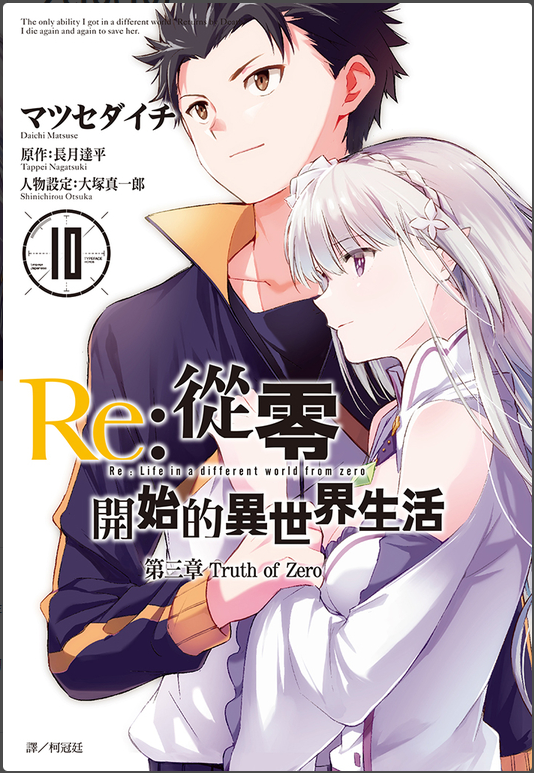 The only ability I got in a different world "Returns by Death"
I die again and again to save her.
マツセダイチ
Daichi Matsuse
原作:長月達平
Tappei Nagatsuki
人物設定:大塚真一郎
Shinichirou Otsuka
10
Re:從零
Re : Life in a different world from zero
開始的異世界生活
第三章 Truth of Zero
譯／柯冠廷